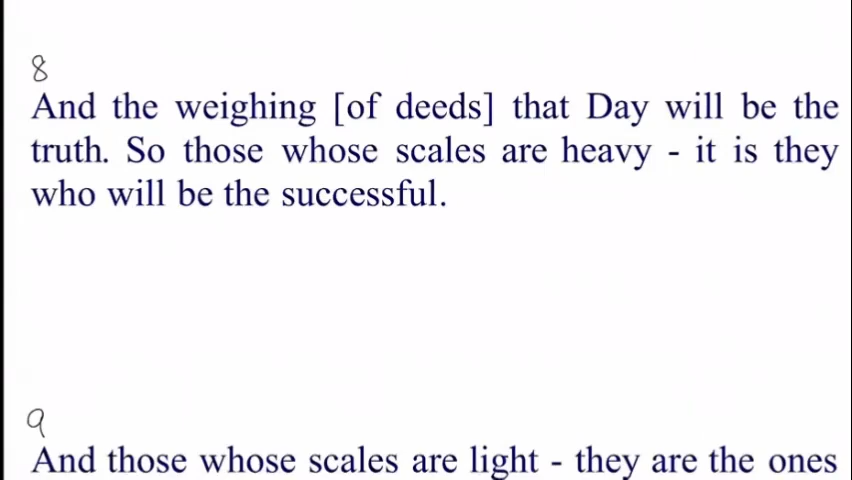 8
And the weighing [of deeds] that Day will be the
truth. So those whose scales are heavy - it is they
who will be the successful.
9
And those whose scales are light - they are the ones